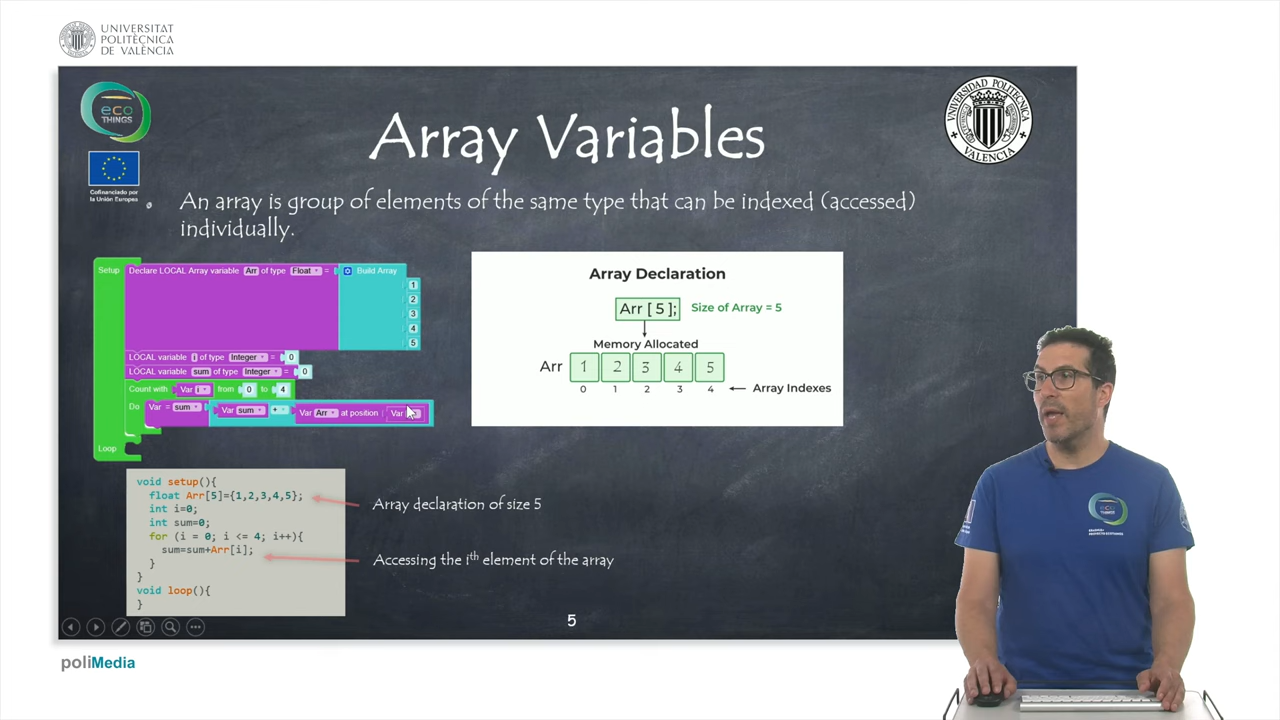 UNIVERSITAT
POLITÈCNICA
DE VALÈNCIA
eco
THINGS
Cofinanciado por
la Unión Europea
UNIVERSIDAD POLITECNICA
VALENCIA
Array Variables
An array is group of elements of the same type that can be indexed (accessed)
individually.
Setup
Declare LOCAL Array variable Arr of type Float = Build Array
1
2
3
4
5
LOCAL variable i of type Integer = 0
LOCAL variable sum of type Integer = 0
Count with Var i from 0 to 4
Do Var = sum Var sum + Var Arr at position Var
Loop
Array Declaration
Arr [ 5 ]; Size of Array = 5
Memory Allocated
Arr 1 2 3 4 5
0 1 2 3 4 Array Indexes
void setup(){
float Arr[5]={1,2,3,4,5};
int i=0;
int sum=0;
for (i = 0; i <= 4; i++){
sum=sum+Arr[i];
}
}
void loop(){
}
Array declaration of size 5
Accessing the ith element of the array
5
eco
THINGS
poliMedia